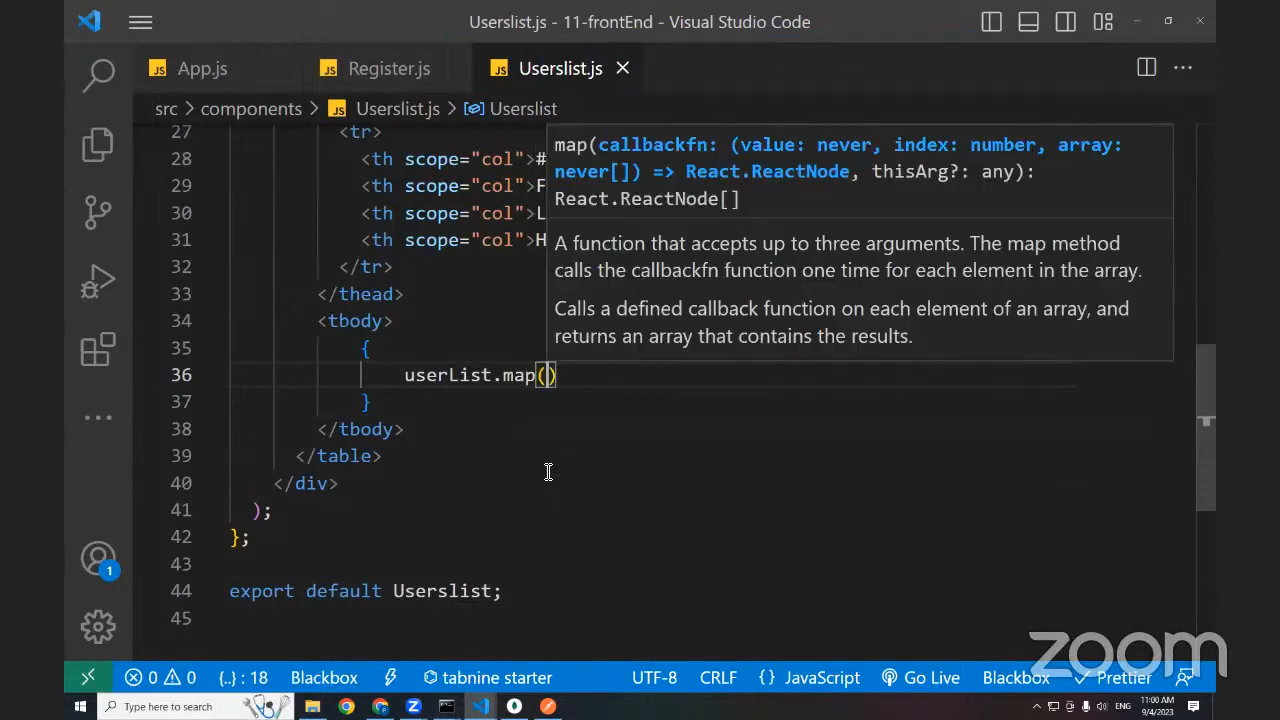 Userslist.js - 11-frontEnd - Visual Studio Code
JS App.js
JS Register.js
JS Userslist.js
src > components > JS Userslist.js > Userslist
27 <tr>
28 <th scope="col">#
29 <th scope="col">F
30 <th scope="col">L
31 <th scope="col">H
32 </tr>
33 </thead>
34 <tbody>
35 {
36 userList.map()
37 }
38 </tbody>
39 </table>
40 </div>
41 );
42 };
43
44 export default Userslist;
45
map(callbackfn: (value: never, index: number, array:
never[]) => React.ReactNode, thisArg?: any):
React.ReactNode[]
A function that accepts up to three arguments. The map method
calls the callbackfn function one time for each element in the array.
Calls a defined callback function on each element of an array, and
returns an array that contains the results.
1
zoom
0 0 {..} : 18 Blackbox tabnine starter UTF-8 CRLF { } JavaScript Go Live Blackbox Prettier
Type here to search
ENG
11:00 AM
9/4/2023